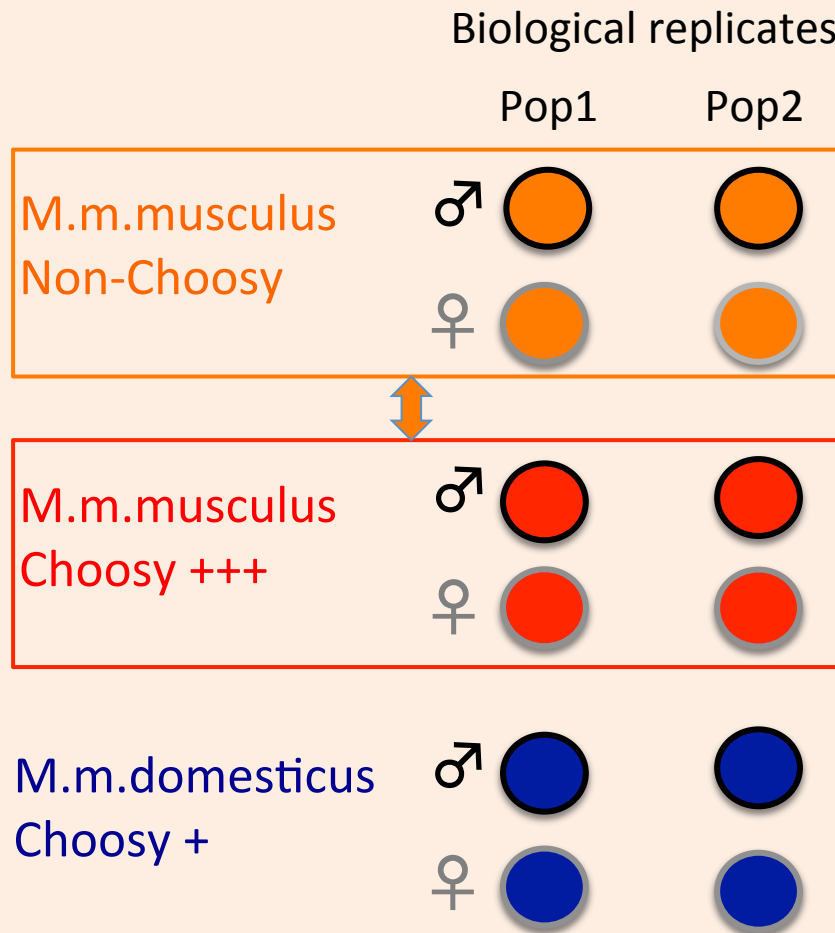 Biological replicates
Pop1 Pop2
M.m.musculus ♂
Non-Choosy
♀
M.m.musculus ♂
Choosy +++
♀
M.m.domesticus ♂
Choosy +
♀